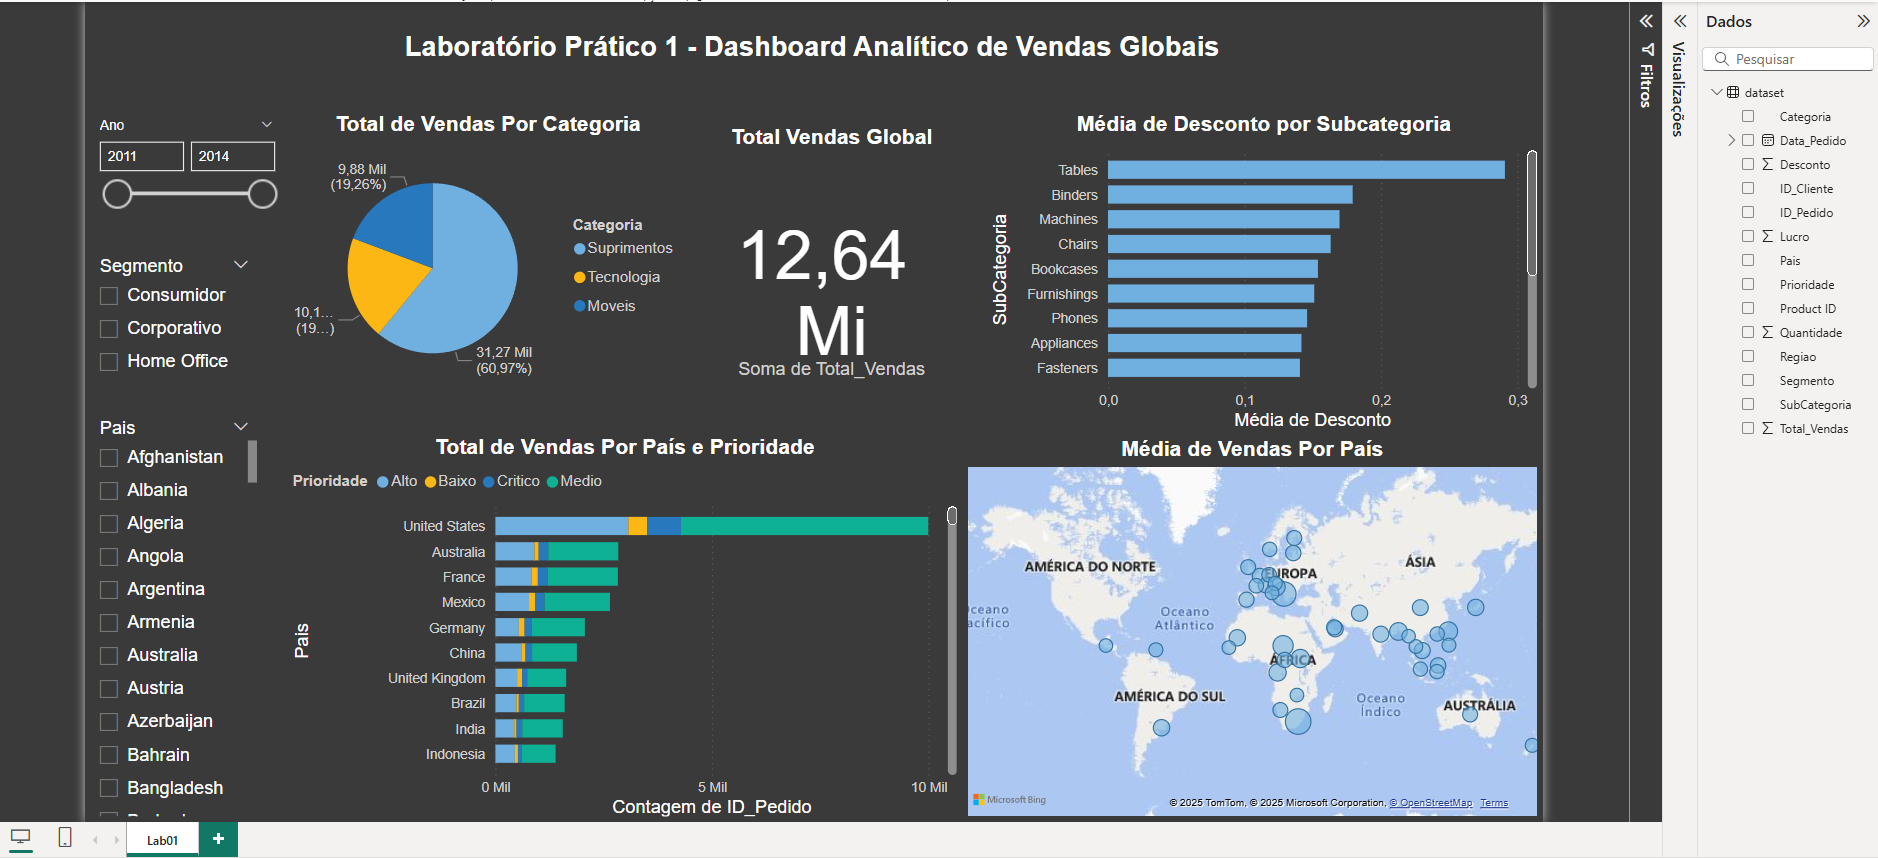 Laboratório Prático 1 - Dashboard Analítico de Vendas Globais
Ano
2011
2014
Segmento
Consumidor
Corporativo
Home Office
Pais
Afghanistan
Albania
Algeria
Angola
Argentina
Armenia
Australia
Austria
Azerbaijan
Bahrain
Bangladesh
Total de Vendas Por Categoria
9,88 Mil
(19,26%)
10,1...
(19...)
31,27 Mil
(60,97%)
Categoria
Suprimentos
Tecnologia
Moveis
Total Vendas Global
12,64
Mi
Soma de Total_Vendas
Média de Desconto por Subcategoria
SubCategoria
Tables
Binders
Machines
Chairs
Bookcases
Furnishings
Phones
Appliances
Fasteners
0,0
0,1
0,2
0,3
Média de Desconto
Total de Vendas Por País e Prioridade
Prioridade Alto Baixo Critico Medio
Pais
United States
Australia
France
Mexico
Germany
China
United Kingdom
Brazil
India
Indonesia
0 Mil
5 Mil
10 Mil
Contagem de ID_Pedido
Média de Vendas Por País
AMÉRICA DO NORTE
EUROPA
ÁSIA
Oceano
Atlântico
ÁFRICA
AMÉRICA DO SUL
Oceano
Índico
AUSTRÁLIA
Microsoft Bing
© 2025 TomTom, © 2025 Microsoft Corporation, © OpenStreetMap Terms
Filtros
Visualizações
Dados
Pesquisar
dataset
Categoria
Data_Pedido
Desconto
ID_Cliente
ID_Pedido
Lucro
Pais
Prioridade
Product ID
Quantidade
Regiao
Segmento
SubCategoria
Total_Vendas
Lab01